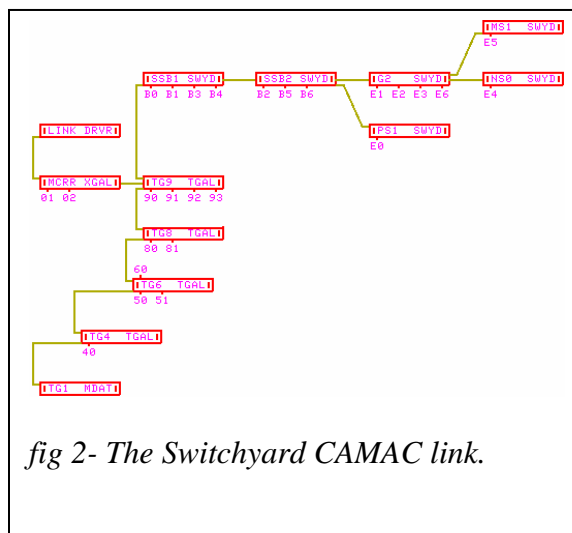 MS1 SWYD
E5
SSB1 SWYD SSB2 SWYD G2 SWYD NS0 SWYD
B0 B1 B3 B4 B2 B5 B6 E1 E2 E3 E6 E4
LINK DRVR PS1 SWYD
E0
MCRR XGAL TG9 TGAL
01 02 90 91 92 93
TG8 TGAL
80 81
60
TG6 TGAL
50 51
TG4 TGAL
40
TG1 MDAT
fig 2- The Switchyard CAMAC link.